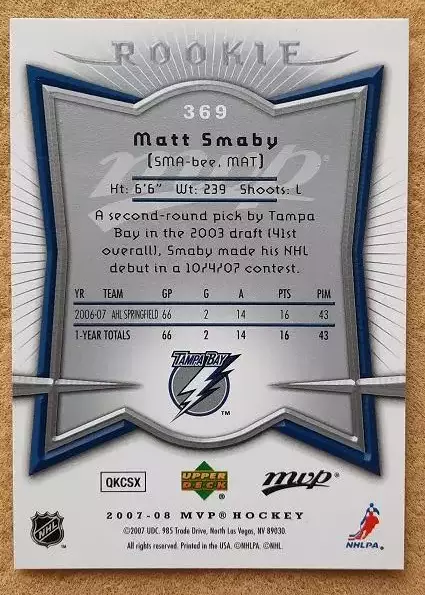 ROOKIE
369
Matt Smaby
(SMA-bee, MAT)
mvp
Ht: 6'6" Wt: 239 Shoots: L
A second-round pick by Tampa
Bay in the 2003 draft (41st
overall), Smaby made his NHL
debut in a 10/4/07 contest.
YR TEAM GP G A PTS PIM
2006-07 AHL SPRINGFIELD 66 2 14 16 43
1-YEAR TOTALS 66 2 14 16 43
TAMPA BAY
TM
QKCSX
UPPER DECK ®
mvp®
2007-08 MVP® HOCKEY
©2007 UDC. 985 Trade Drive, North Las Vegas, NV 89030.
All rights reserved. Printed in the USA. ©NHLPA. ©NHL.
NHL
TM
NHLPA.